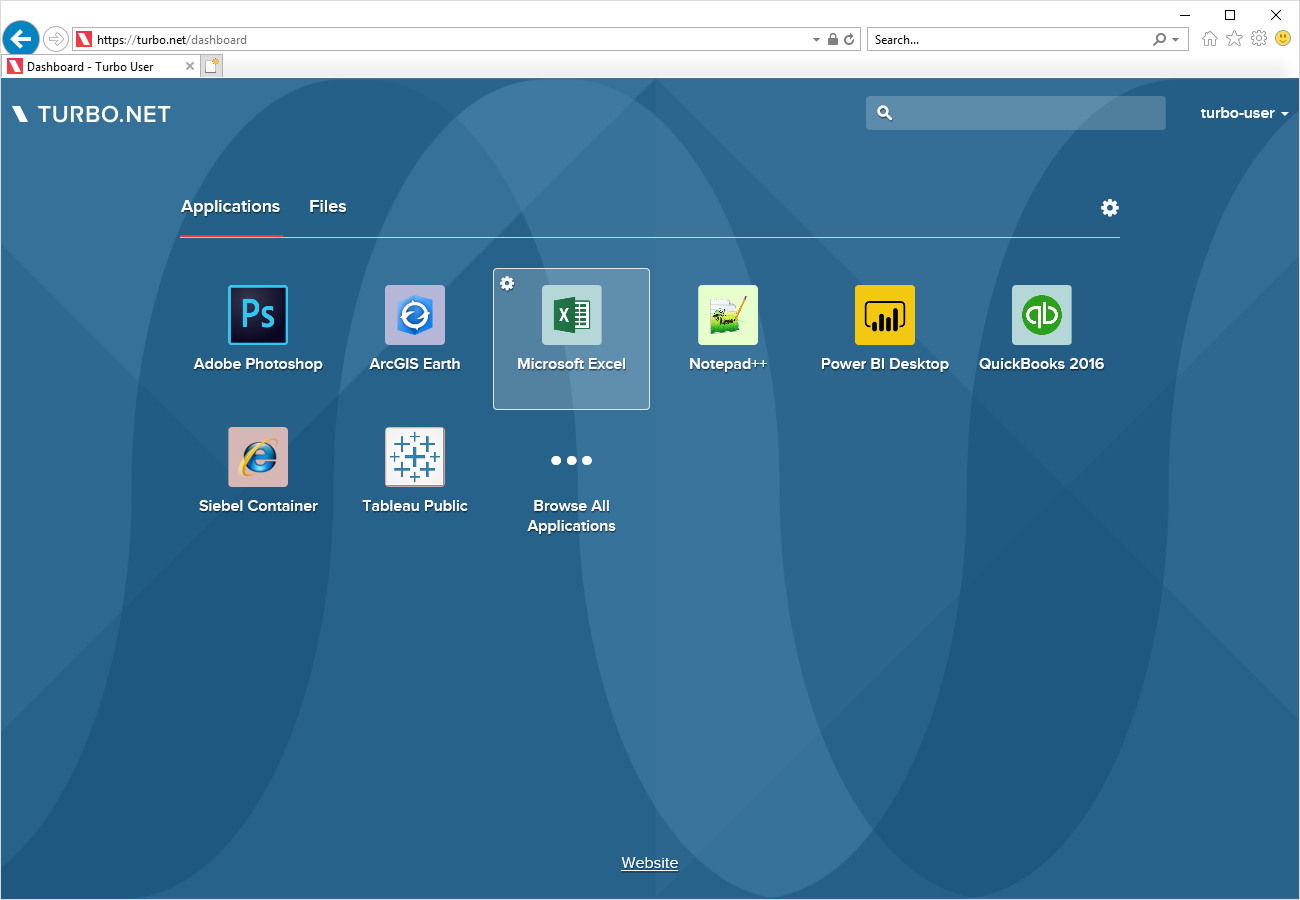 https://turbo.net/dashboard
Search...
Dashboard - Turbo User
TURBO.NET
turbo-user
Applications
Files
Ps
X
qb
Adobe Photoshop
ArcGIS Earth
Microsoft Excel
Notepad++
Power BI Desktop
QuickBooks 2016
Siebel Container
Tableau Public
Browse All
Applications
Website